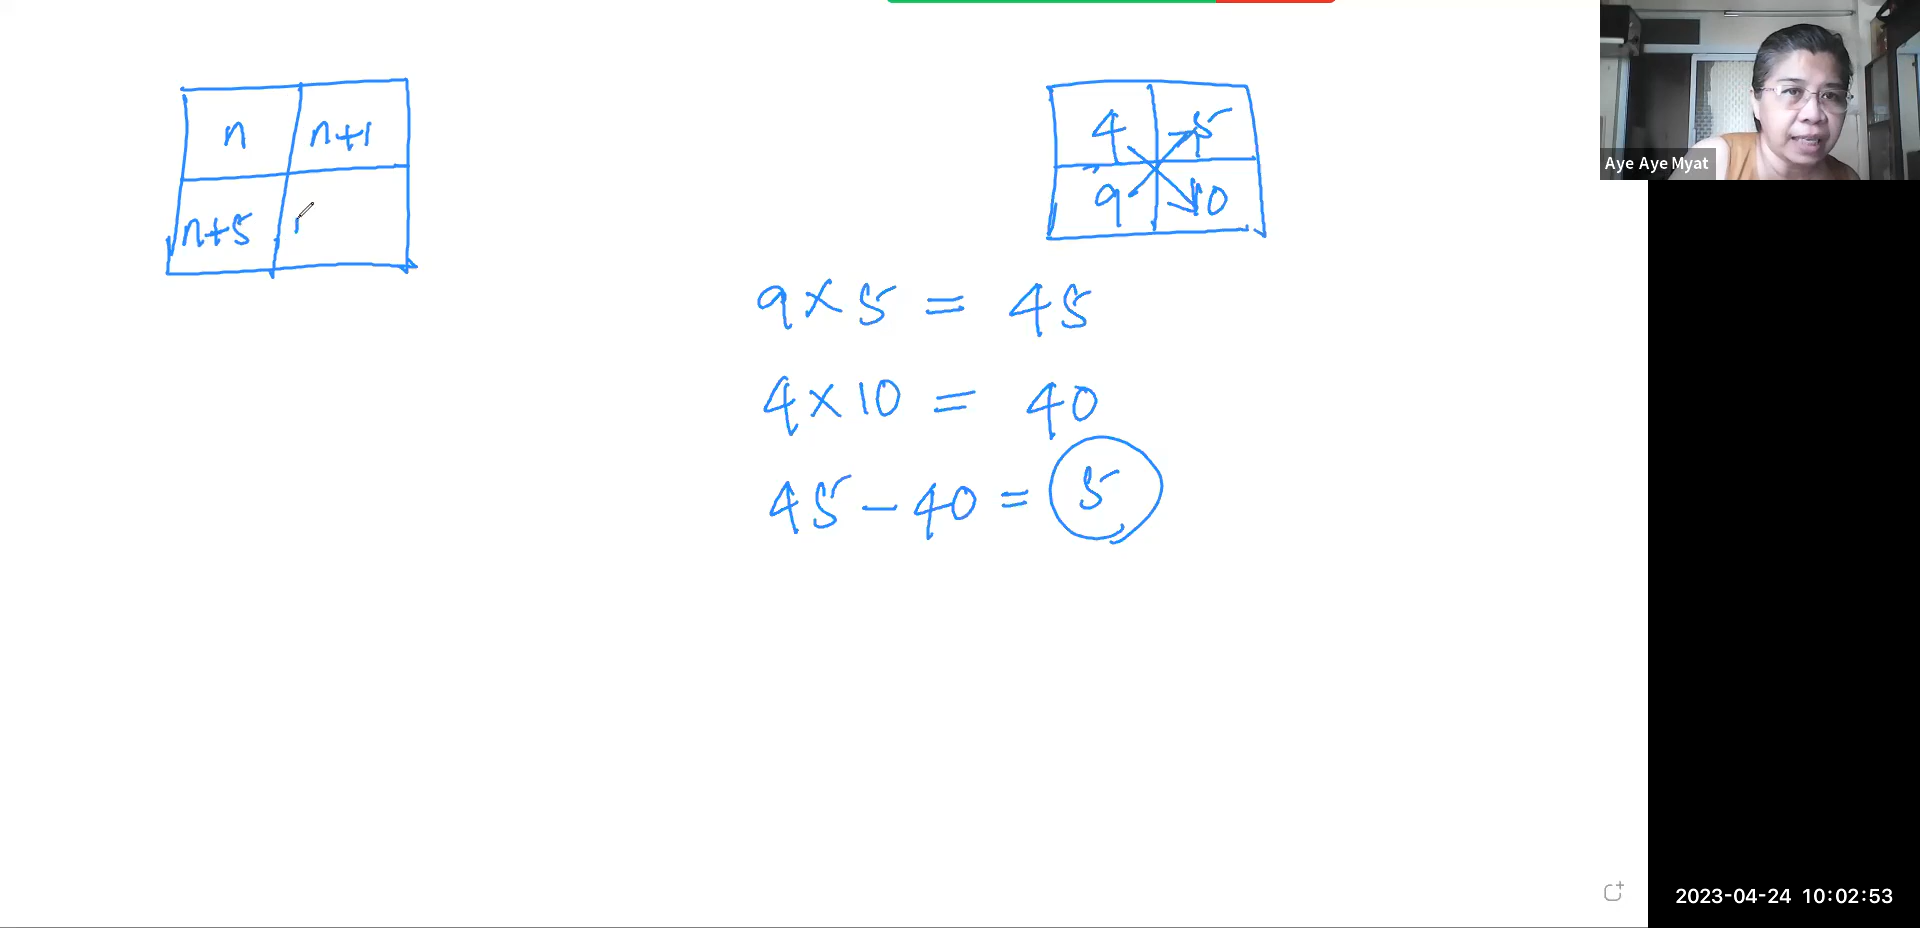 n n+1
n+5
4 5
9 10
9 × 5 = 45
4 × 10 = 40
45 − 40 = 5
Aye Aye Myat
2023-04-24 10:02:53